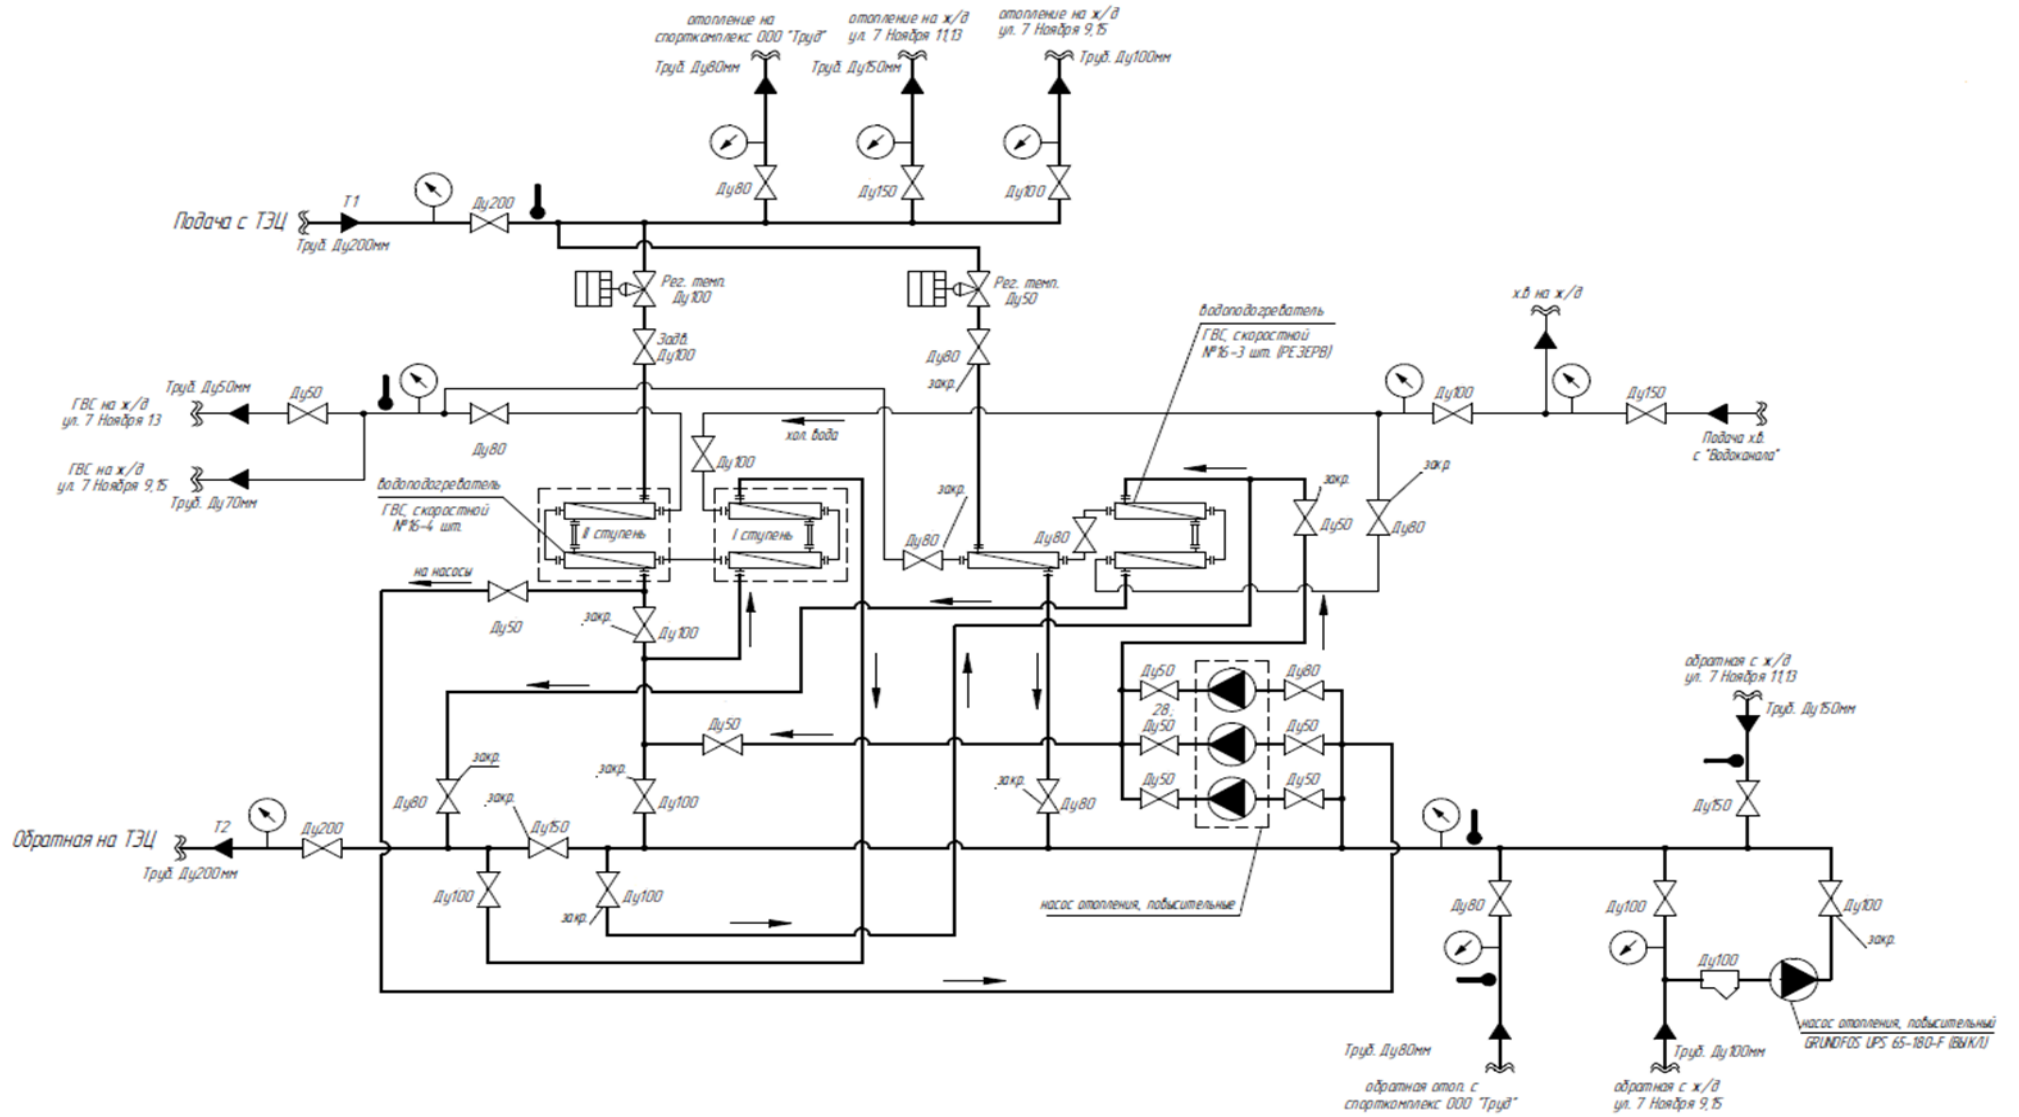 отопление на
спорткомплекс ООО "Труд"
Труб. Ду80мм
отопление на ж/д
ул. 7 Ноября 11,13
Труб. Ду150мм
отопление на ж/д
ул. 7 Ноября 9,15
Труб. Ду100мм
Ду80
Ду150
Ду100
Подача с ТЭЦ
Т1
Труб. Ду200мм
Ду200
Рег. темп.
Ду100
Рег. темп.
Ду50
Задв.
Ду100
Ду80
закр.
водоподогреватель
ГВС, скоростной
№16-3 шт. (РЕЗЕРВ)
х.в на ж/д
Труб. Ду50мм
Ду50
ГВС на ж/д
ул. 7 Ноября 13
Ду80
хол. вода
Ду100
Ду100
Ду150
Подача х.в.
с "Водоканала"
ГВС на ж/д
ул. 7 Ноября 9,15
Труб. Ду70мм
водоподогреватель
ГВС, скоростной
№16-4 шт.
II ступень
I ступень
закр.
Ду80
Ду80
закр.
Ду50
закр.
Ду80
на насосы
Ду50
закр.
Ду100
Ду50
Ду80
28;
Ду50
Ду50
Ду50
Ду50
Ду50
обратная с ж/д
ул. 7 Ноября 11,13
Труб. Ду150мм
Ду150
закр.
Ду80
закр.
Ду150
закр.
Ду100
закр.
Ду80
Обратная на ТЭЦ
Т2
Труб. Ду200мм
Ду200
Ду100
Ду100
закр.
насос отопления, повысительные
Ду80
Ду100
Ду100
закр.
Ду100
насос отопления, повысительный
GRUNDFOS UPS 65-180-F (ВЫКЛ)
Труб. Ду80мм
обратная отоп. с
спорткомплекс ООО "Труд"
Труб. Ду100мм
обратная с ж/д
ул. 7 Ноября 9,15